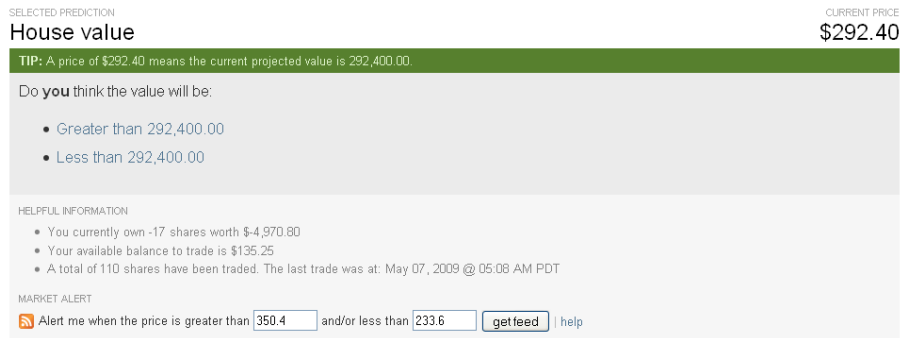 SELECTED PREDICTION CURRENT PRICE
House value $292.40
TIP: A price of $292.40 means the current projected value is 292,400.00.
Do you think the value will be:
• Greater than 292,400.00
• Less than 292,400.00
HELPFUL INFORMATION
• You currently own -17 shares worth $-4,970.80
• Your available balance to trade is $135.25
• A total of 110 shares have been traded. The last trade was at: May 07, 2009 @ 05:08 AM PDT
MARKET ALERT
Alert me when the price is greater than 350.4 and/or less than 233.6 get feed | help